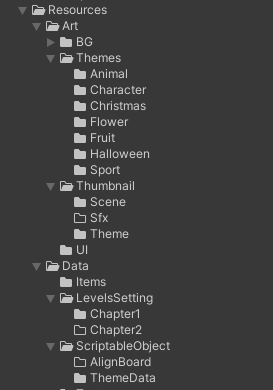 Resources
Art
BG
Themes
Animal
Character
Christmas
Flower
Fruit
Halloween
Sport
Thumbnail
Scene
Sfx
Theme
UI
Data
Items
LevelsSetting
Chapter1
Chapter2
ScriptableObject
AlignBoard
ThemeData